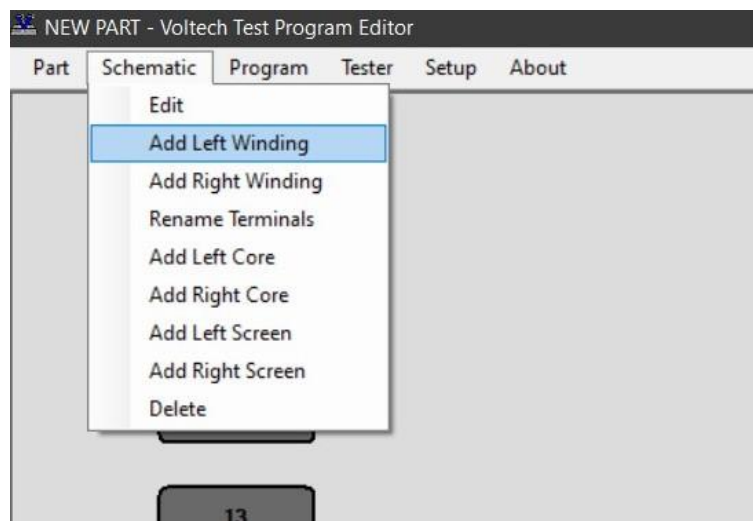 NEW PART - Voltech Test Program Editor
Part Schematic Program Tester Setup About
Edit
Add Left Winding
Add Right Winding
Rename Terminals
Add Left Core
Add Right Core
Add Left Screen
Add Right Screen
Delete
13